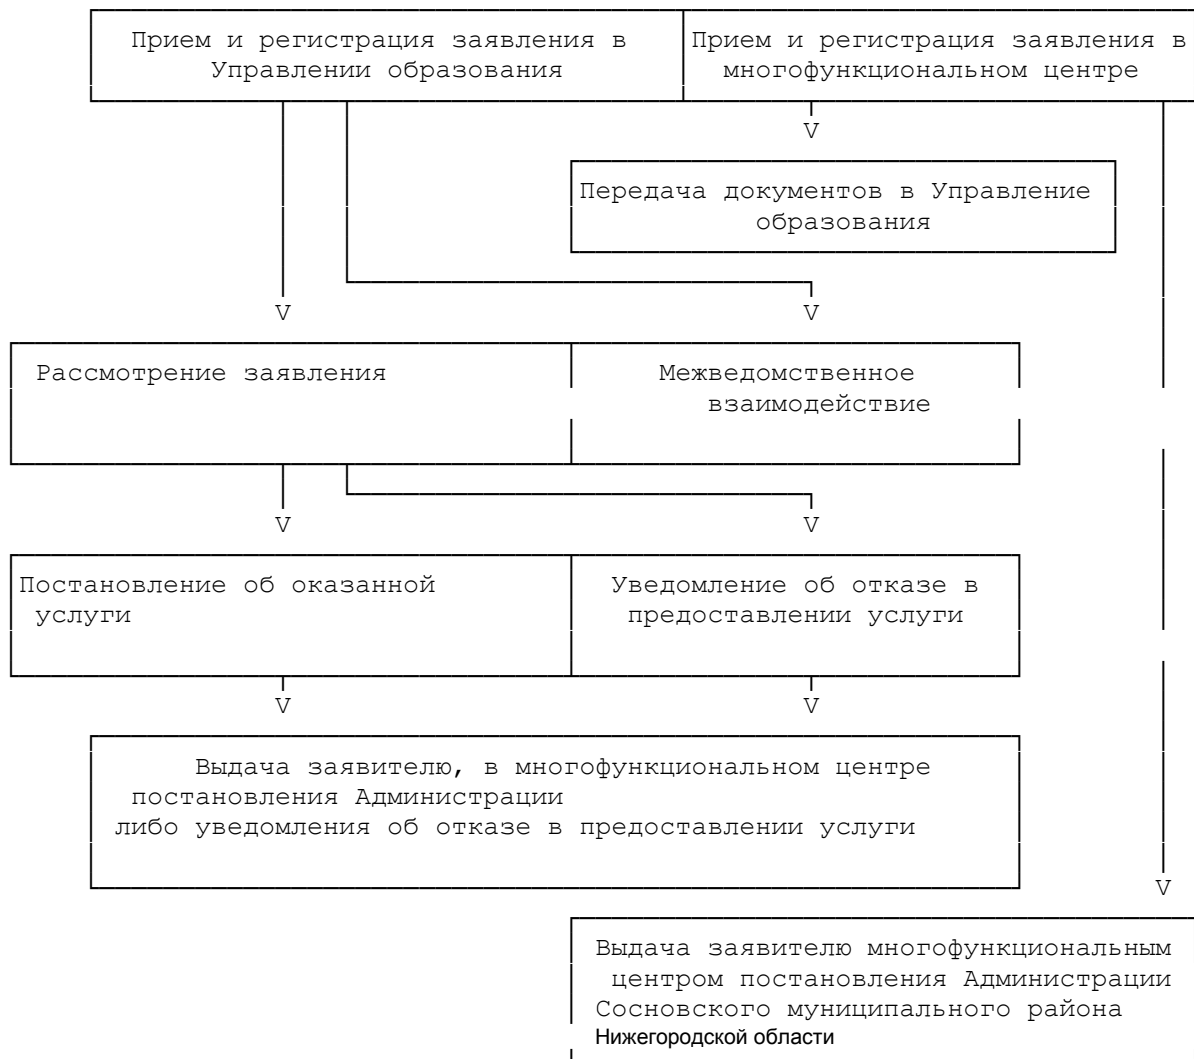 Прием и регистрация заявления в
Управлении образования
Прием и регистрация заявления в
многофункциональном центре
V
Передача документов в Управление
образования
V
V
Рассмотрение заявления
Межведомственное
взаимодействие
V
V
Постановление об оказанной
услуги
Уведомление об отказе в
предоставлении услуги
V
V
Выдача заявителю, в многофункциональном центре
постановления Администрации
либо уведомления об отказе в предоставлении услуги
V
Выдача заявителю многофункциональным
центром постановления Администрации
Сосновского муниципального района
Нижегородской области